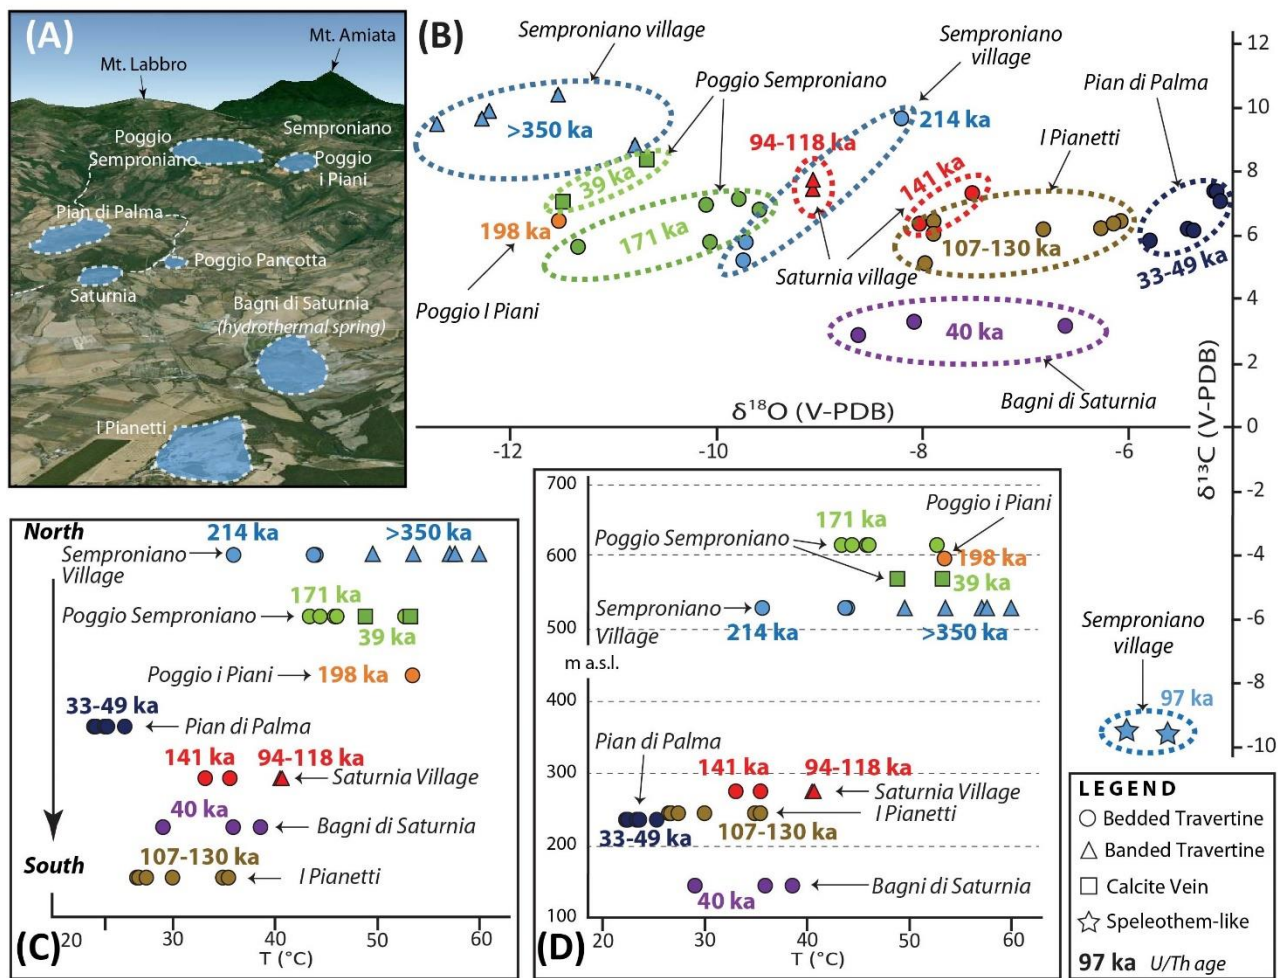 (A)
Mt. Amiata
Mt. Labbro
Poggio
Semproniano
Semproniano
Poggio
i Piani
Pian di Palma
Poggio Pancotta
Saturnia
Bagni di Saturnia
(hydrothermal spring)
I Pianetti
(B)
Semproniano village
Poggio Semproniano
Semproniano
village
Pian di Palma
I Pianetti
>350 ka
39 ka
94-118 ka
214 ka
141 ka
198 ka
171 ka
107-130 ka
33-49 ka
Saturnia village
Poggio I Piani
40 ka
Bagni di Saturnia
δ18O (V-PDB)
-12
-10
-8
-6
δ13C (V-PDB)
12
10
8
6
4
2
0
-2
-4
-6
-8
-10
Semproniano
village
97 ka
North
214 ka
>350 ka
Semproniano
Village
171 ka
Poggio Semproniano
39 ka
Poggio i Piani
198 ka
33-49 ka
Pian di Palma
141 ka
94-118 ka
Saturnia Village
40 ka
Bagni di Saturnia
South
107-130 ka
I Pianetti
20
30
40
50
60
(C)
T (°C)
700
600
500
m a.s.l.
400
300
200
100
Poggio i Piani
171 ka
Poggio Semproniano
198 ka
39 ka
Semproniano
Village
214 ka
>350 ka
Pian di Palma
141 ka
94-118 ka
Saturnia Village
I Pianetti
33-49 ka
107-130 ka
Bagni di Saturnia
40 ka
20
30
40
50
60
(D)
T (°C)
LEGEND
Bedded Travertine
Banded Travertine
Calcite Vein
Speleothem-like
97 ka U/Th age